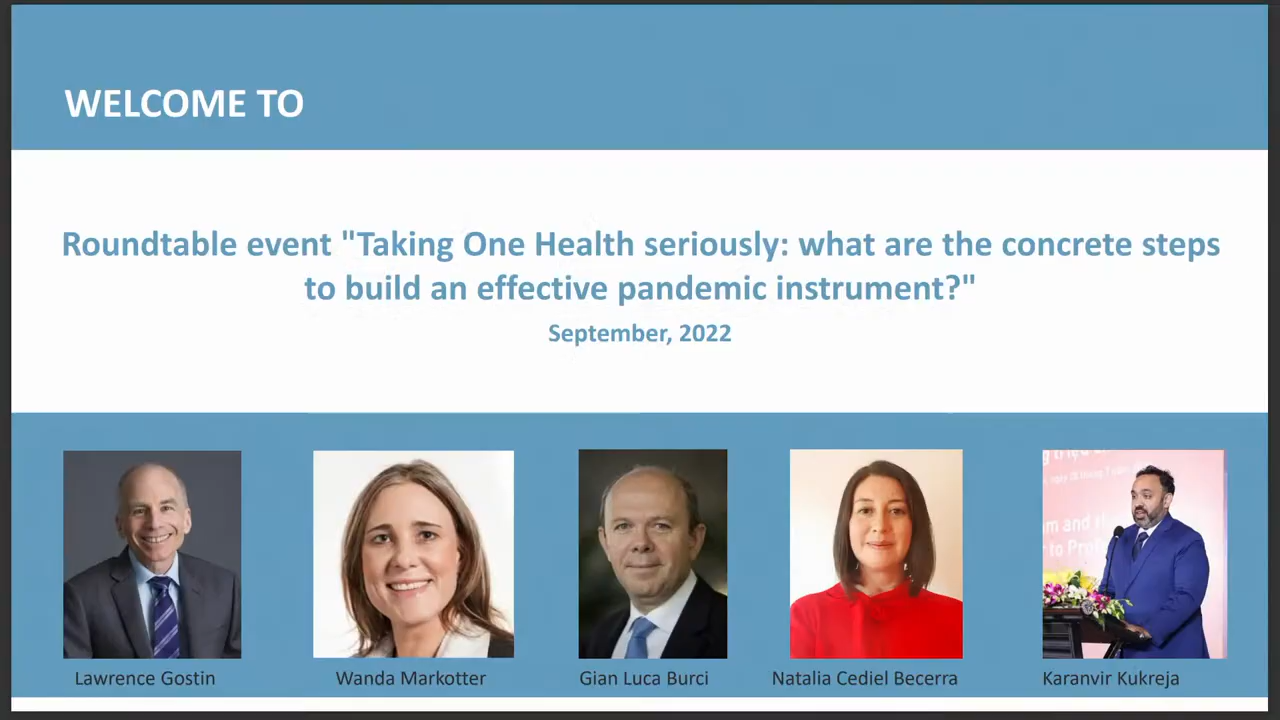 WELCOME TO
Roundtable event "Taking One Health seriously: what are the concrete steps
to build an effective pandemic instrument?"
September, 2022
Lawrence Gostin
Wanda Markotter
Gian Luca Burci
Natalia Cediel Becerra
Karanvir Kukreja